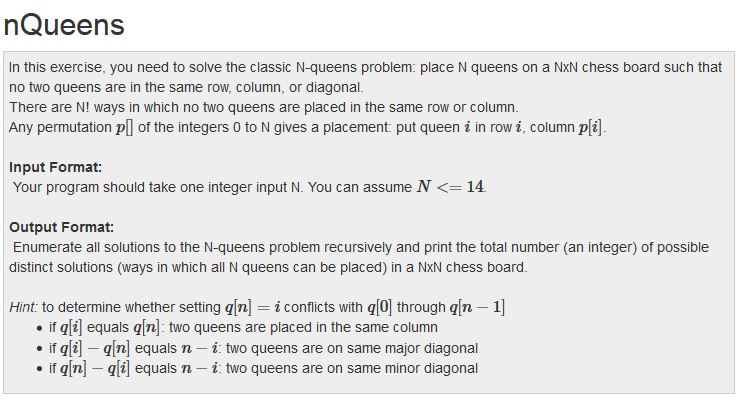 nQueens
In this exercise, you need to solve the classic N-queens problem: place N queens on a NxN chess board such that
no two queens are in the same row, column, or diagonal.
There are N! ways in which no two queens are placed in the same row or column.
Any permutation p[] of the integers 0 to N gives a placement: put queen i in row i, column p[i].
Input Format:
Your program should take one integer input N. You can assume N <= 14.
Output Format:
Enumerate all solutions to the N-queens problem recursively and print the total number (an integer) of possible
distinct solutions (ways in which all N queens can be placed) in a NxN chess board.
Hint: to determine whether setting q[n] = i conflicts with q[0] through q[n − 1]
• if q[i] equals q[n]: two queens are placed in the same column
• if q[i] − q[n] equals n − i: two queens are on same major diagonal
• if q[n] − q[i] equals n − i: two queens are on same minor diagonal